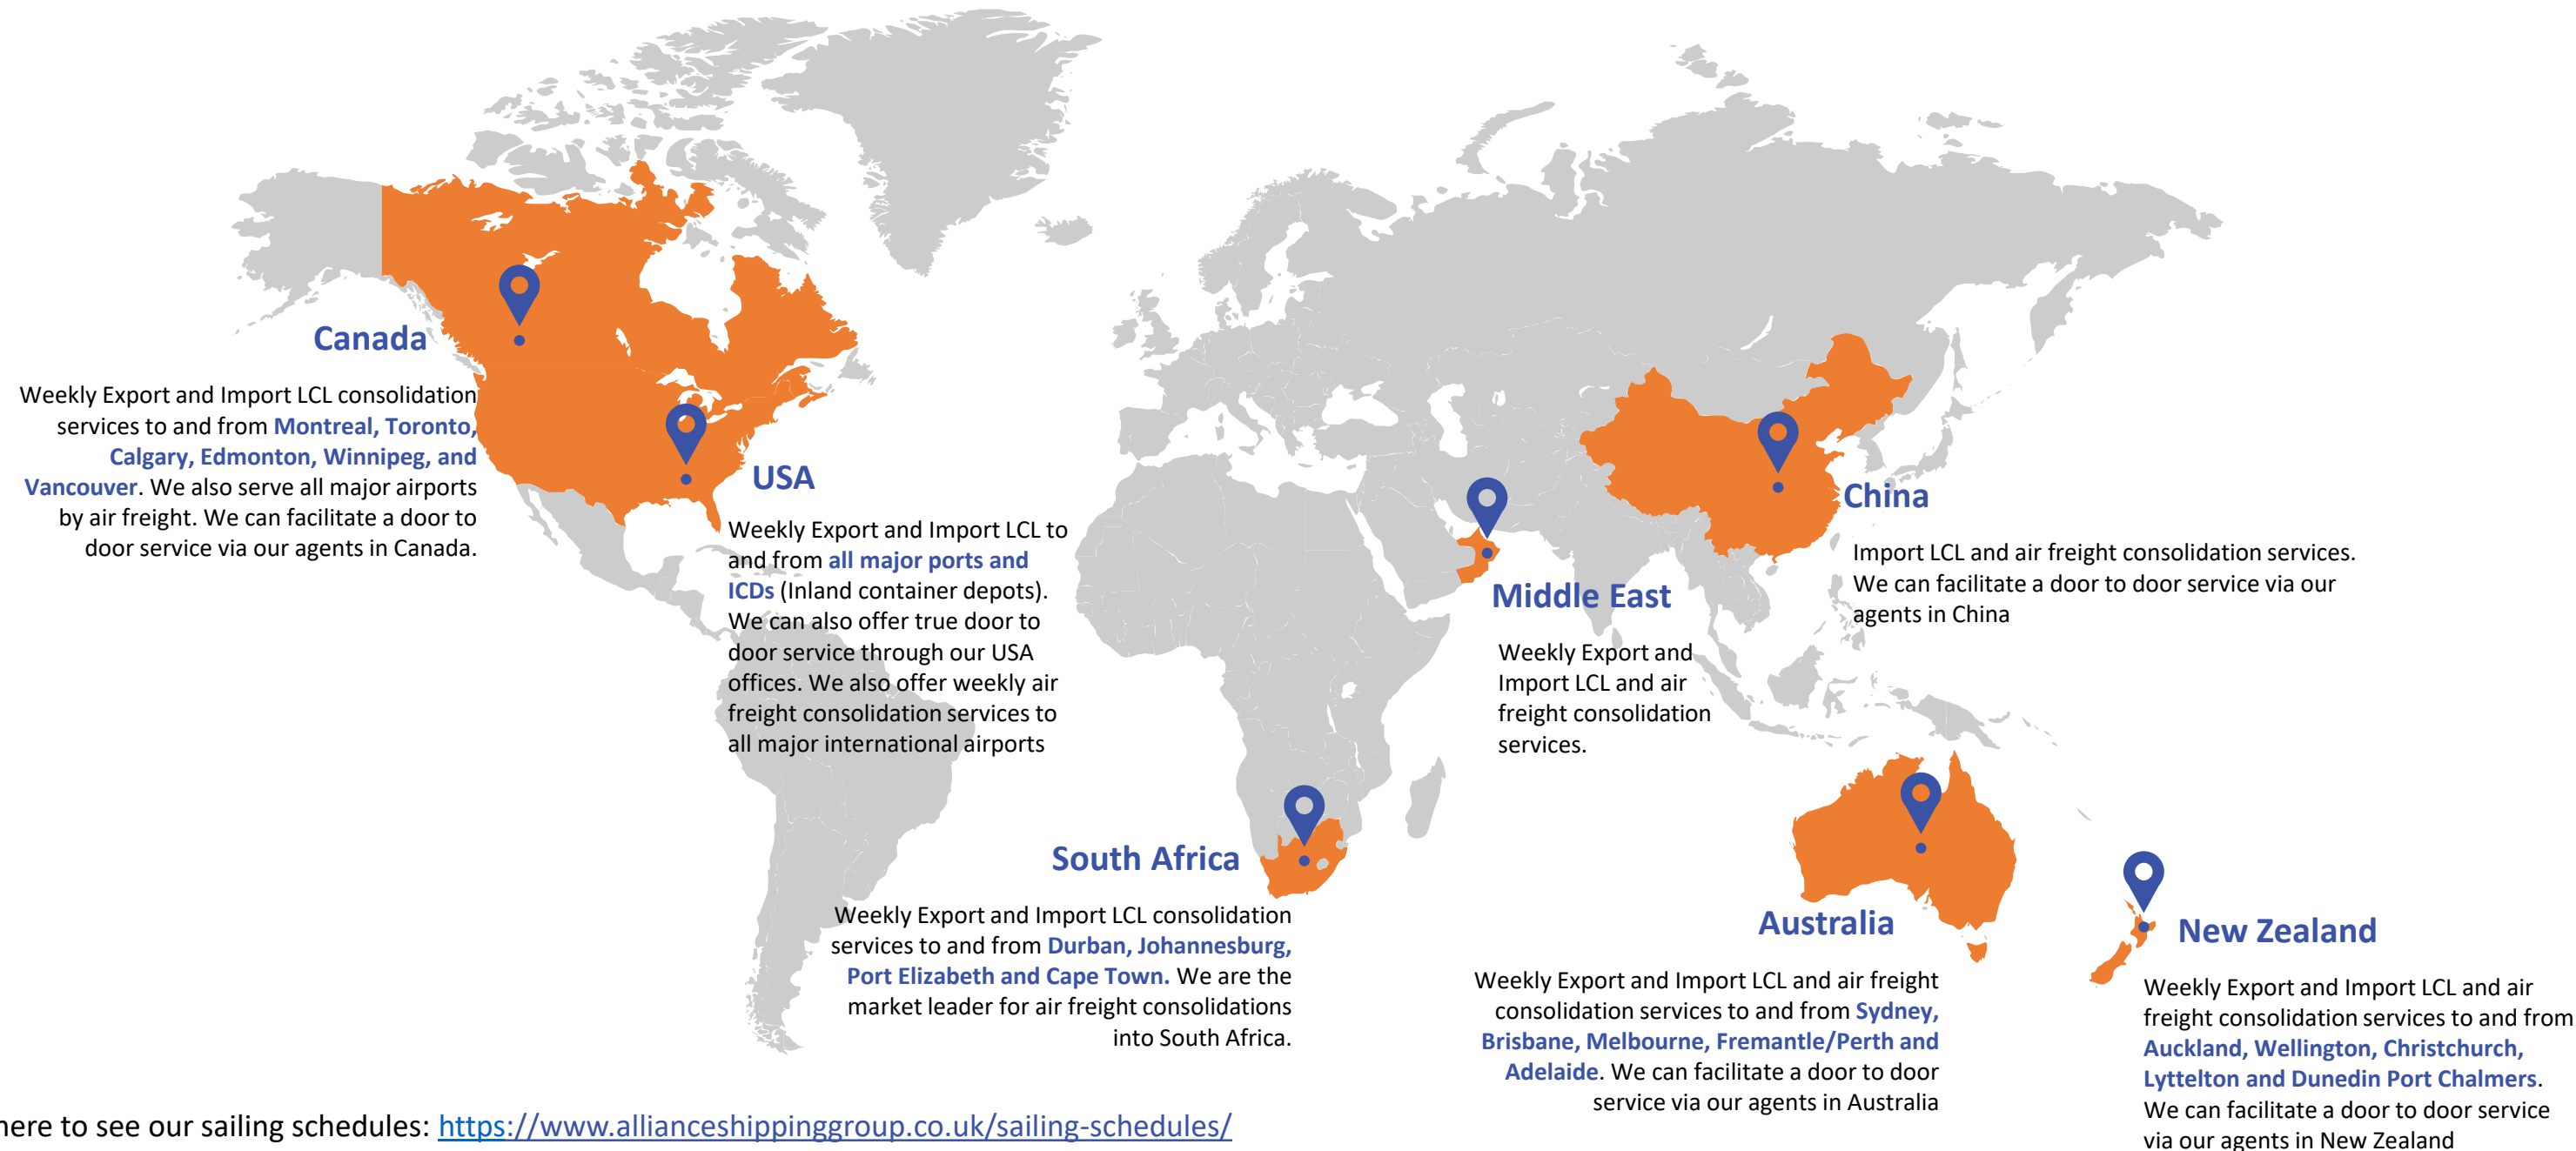 Canada
Weekly Export and Import LCL consolidation
services to and from Montreal, Toronto,
Calgary, Edmonton, Winnipeg, and
Vancouver. We also serve all major airports
by air freight. We can facilitate a door to
door service via our agents in Canada.
USA
Weekly Export and Import LCL to
and from all major ports and
ICDs (Inland container depots).
We can also offer true door to
door service through our USA
offices. We also offer weekly air
freight consolidation services to
all major international airports
China
Import LCL and air freight consolidation services.
We can facilitate a door to door service via our
agents in China
Middle East
Weekly Export and
Import LCL and air
freight consolidation
services.
South Africa
Weekly Export and Import LCL consolidation
services to and from Durban, Johannesburg,
Port Elizabeth and Cape Town. We are the
market leader for air freight consolidations
into South Africa.
Australia
Weekly Export and Import LCL and air freight
consolidation services to and from Sydney,
Brisbane, Melbourne, Fremantle/Perth and
Adelaide. We can facilitate a door to door
service via our agents in Australia
New Zealand
Weekly Export and Import LCL and air
freight consolidation services to and from
Auckland, Wellington, Christchurch,
Lyttelton and Dunedin Port Chalmers.
We can facilitate a door to door service
via our agents in New Zealand
to see our sailing schedules: https://www.allianceshippinggroup.co.uk/sailing-schedules/